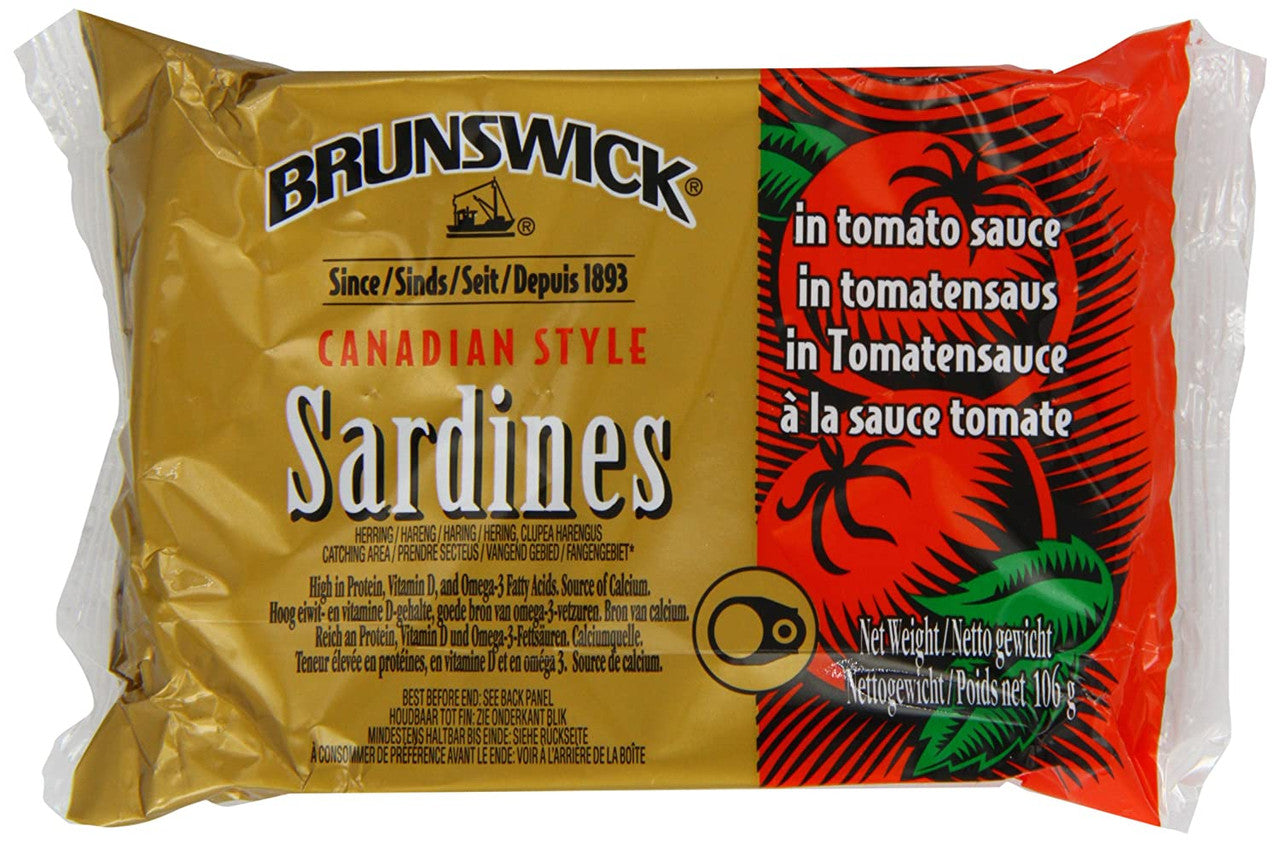 BRUNSWICK®
®
Since/Sinds/Seit/Depuis 1893
CANADIAN STYLE
Sardines
HERRING / HARENG / HARING / HERING, CLUPEA HARENGUS
CATCHING AREA / PRENDRE SECTEUS / VANGEND GEBIED / FANGENGEBIET*
High in Protein, Vitamin D, and Omega-3 Fatty Acids. Source of Calcium.
Hoog eiwit- en vitamine D-gehalte, goede bron van omega-3-vetzuren. Bron van calcium.
Reich an Protein, Vitamin D und Omega-3-Fettsäuren. Calciumquelle.
Teneur élevée en protéines, en vitamine D et en oméga 3. Source de calcium.
BEST BEFORE END: SEE BACK PANEL
HOUDBAAR TOT FIN: ZIE ONDERKANT BLIK
MINDESTENS HALTBAR BIS ENDE: SIEHE RÜCKSEITE
À CONSOMMER DE PREFÉRENCE AVANT LE ENDE: VOIR À L'ARRIÈRE DE LA BOÎTE
in tomato sauce
in tomatensaus
in Tomatensauce
à la sauce tomate
Net Weight/Netto gewicht
Nettogewicht/Poids net 106 g